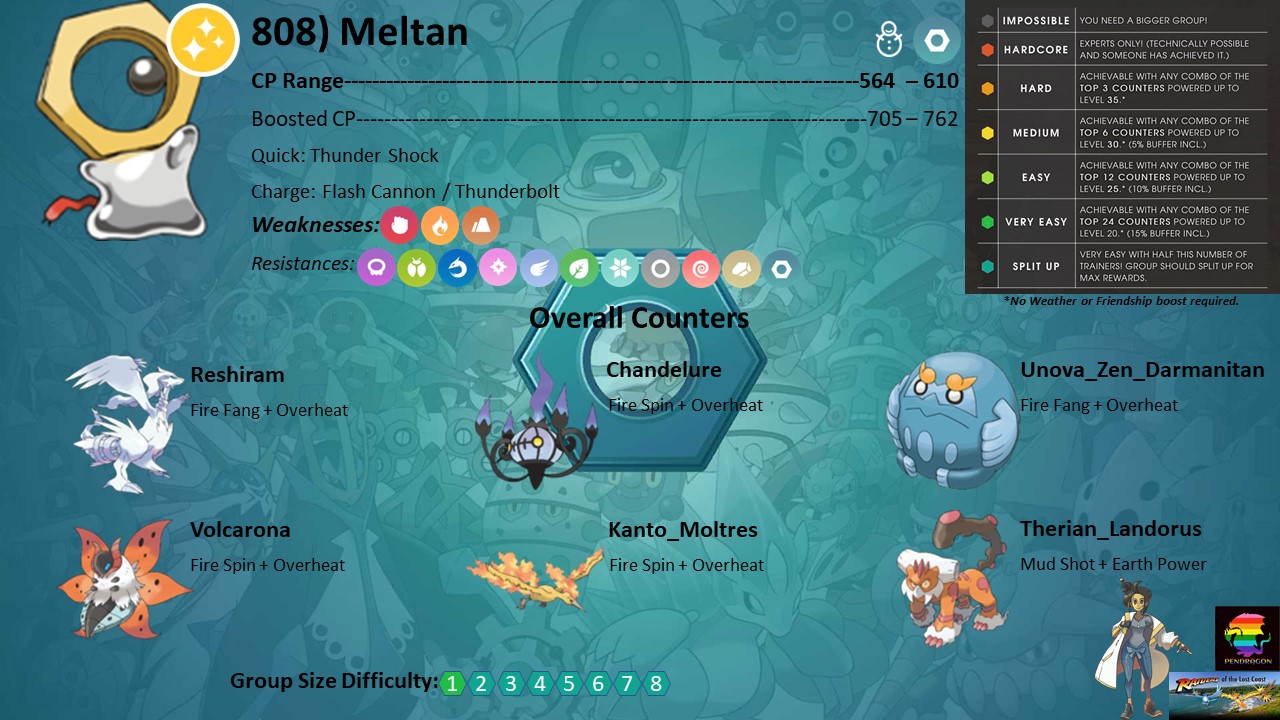 808) Meltan
CP Range---------------------------------------------------------------------------564 – 610
Boosted CP--------------------------------------------------------------------------705 – 762
Quick: Thunder Shock
Charge: Flash Cannon / Thunderbolt
Weaknesses:
Resistances:
IMPOSSIBLE YOU NEED A BIGGER GROUP!
HARDCORE EXPERTS ONLY! (TECHNICALLY POSSIBLE
AND SOMEONE HAS ACHIEVED IT.)
HARD ACHIEVABLE WITH ANY COMBO OF THE
TOP 3 COUNTERS POWERED UP TO
LEVEL 35.*
MEDIUM ACHIEVABLE WITH ANY COMBO OF THE
TOP 6 COUNTERS POWERED UP TO
LEVEL 30.* (5% BUFFER INCL.)
EASY ACHIEVABLE WITH ANY COMBO OF THE
TOP 12 COUNTERS POWERED UP TO
LEVEL 25.* (10% BUFFER INCL.)
VERY EASY ACHIEVABLE WITH ANY COMBO OF THE
TOP 24 COUNTERS POWERED UP TO
LEVEL 20.* (15% BUFFER INCL.)
SPLIT UP VERY EASY WITH HALF THIS NUMBER OF
TRAINERS! GROUP SHOULD SPLIT UP FOR
MAX REWARDS.
*No Weather or Friendship boost required.
Overall Counters
Reshiram
Fire Fang + Overheat
Chandelure
Fire Spin + Overheat
Unova_Zen_Darmanitan
Fire Fang + Overheat
Volcarona
Fire Spin + Overheat
Kanto_Moltres
Fire Spin + Overheat
Therian_Landorus
Mud Shot + Earth Power
Group Size Difficulty: 1 2 3 4 5 6 7 8
PENDRAGON
RAIDERS of the Lost Coast